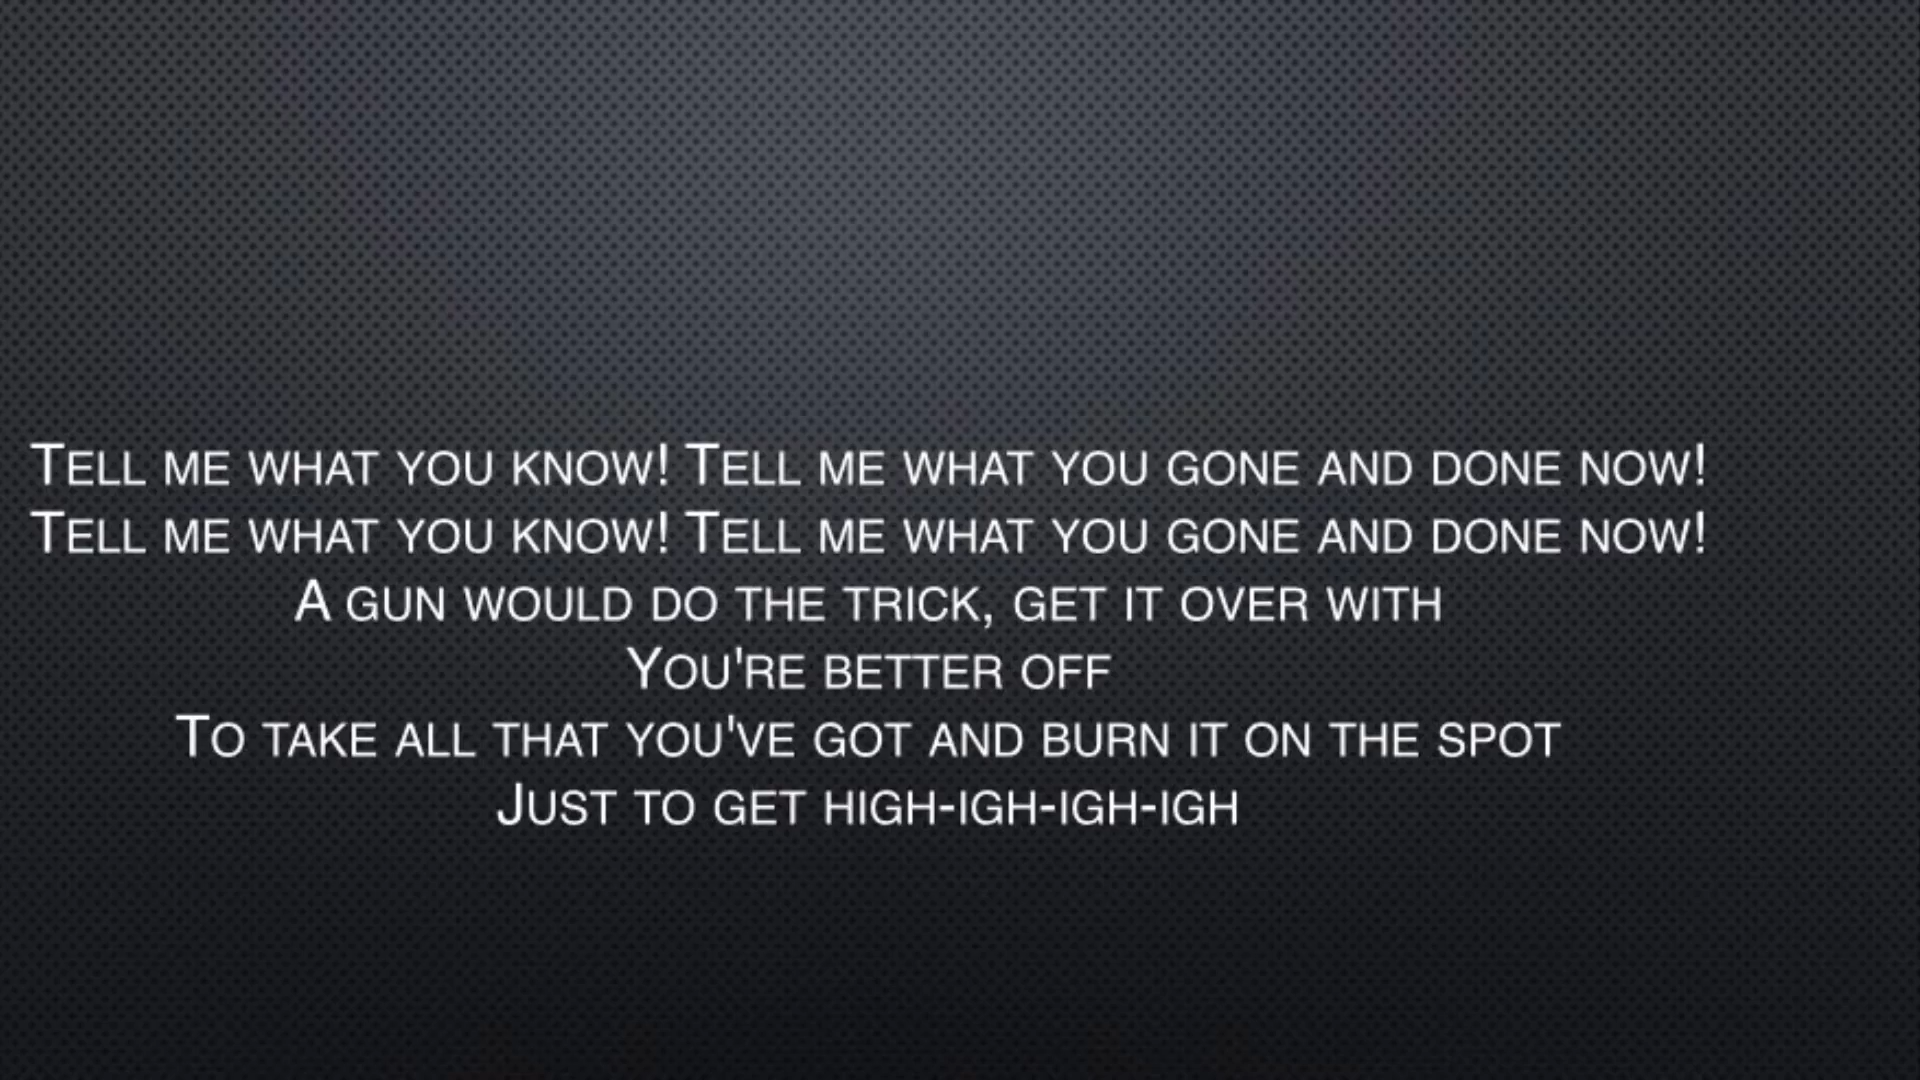 Tell me what you know! Tell me what you gone and done now!
Tell me what you know! Tell me what you gone and done now!
A gun would do the trick, get it over with
You're better off
To take all that you've got and burn it on the spot
Just to get high-igh-igh-igh